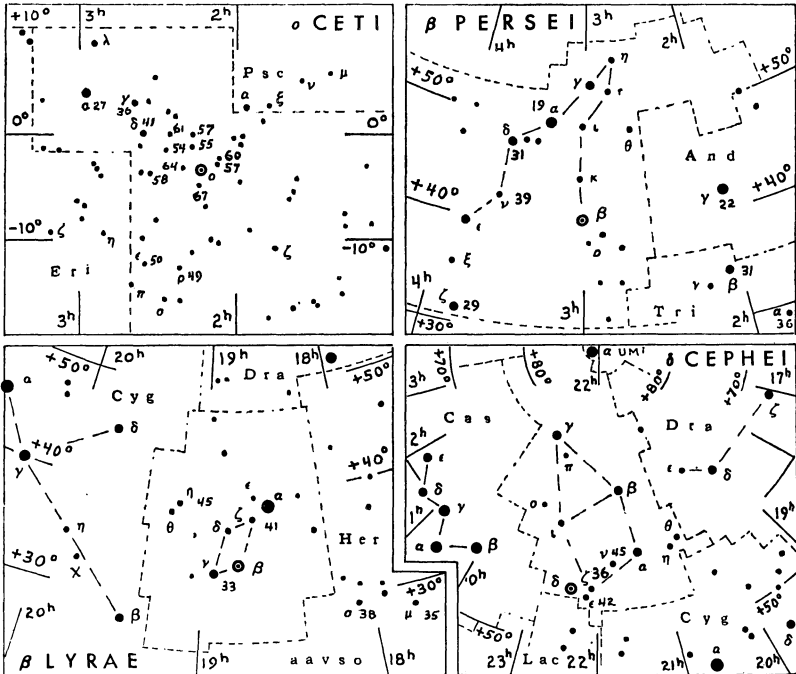 +10° 3h 2h ο CETI
λ Psc ν μ
α 27 γ 36 α ξ
0° δ 41 61 57 0°
54 55
64 58 ο 60 57
67
-10° ζ η ζ -10°
Eri ε 50 ρ 49
π σ
3h 2h
β PERSEI 3h
4h 2h
η
+50° γ τ +50°
19 α
δ 31 ι θ And
κ
+40° ν 39 γ 22 +40°
ε β
ξ ρ
4h ζ 29 31
γ β
3h Tri 2h α 36
+30°
+50° 20h 19h 18h
α Dra +50°
Cyg
δ
+40° +40°
γ η 45 ε α
θ ζ 41
δ Her
η
+30° χ γ 33 β
+30°
20h σ 38 μ 35
β
β LYRAE 19h aavso 18h
+70° +80° α UMi δ CEPHEI
3h 22h ζ +80° +70° 17h
Cas Dra ζ
2h γ
ε π ε δ
δ β
1h γ ο
ι θ 19h
α β ν 45 η
0h δ ζ 36 α
ε 42 Cyg +50°
+50° δ
23h Lac 22h 21h α 20h